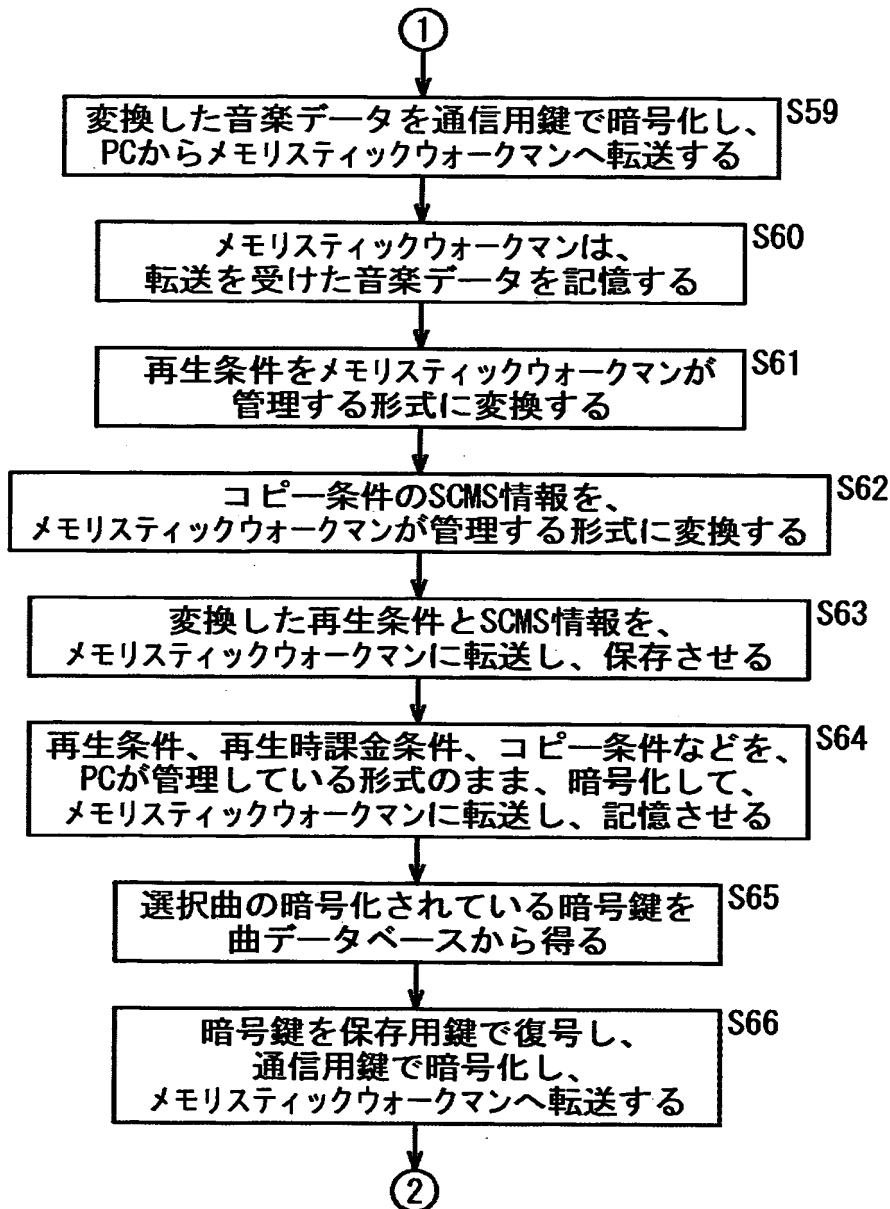 ①
変換した音楽データを通信用鍵で暗号化し、
PCからメモリスティックウォークマンへ転送する
S59
メモリスティックウォークマンは、
転送を受けた音楽データを記憶する
S60
再生条件をメモリスティックウォークマンが
管理する形式に変換する
S61
コピー条件のSCMS情報を、
メモリスティックウォークマンが管理する形式に変換する
S62
変換した再生条件とSCMS情報を、
メモリスティックウォークマンに転送し、保存させる
S63
再生条件、再生時課金条件、コピー条件などを、
PCが管理している形式のまま、暗号化して、
メモリスティックウォークマンに転送し、記憶させる
S64
選択曲の暗号化されている暗号鍵を
曲データベースから得る
S65
暗号鍵を保存用鍵で復号し、
通信用鍵で暗号化し、
メモリスティックウォークマンへ転送する
S66
②